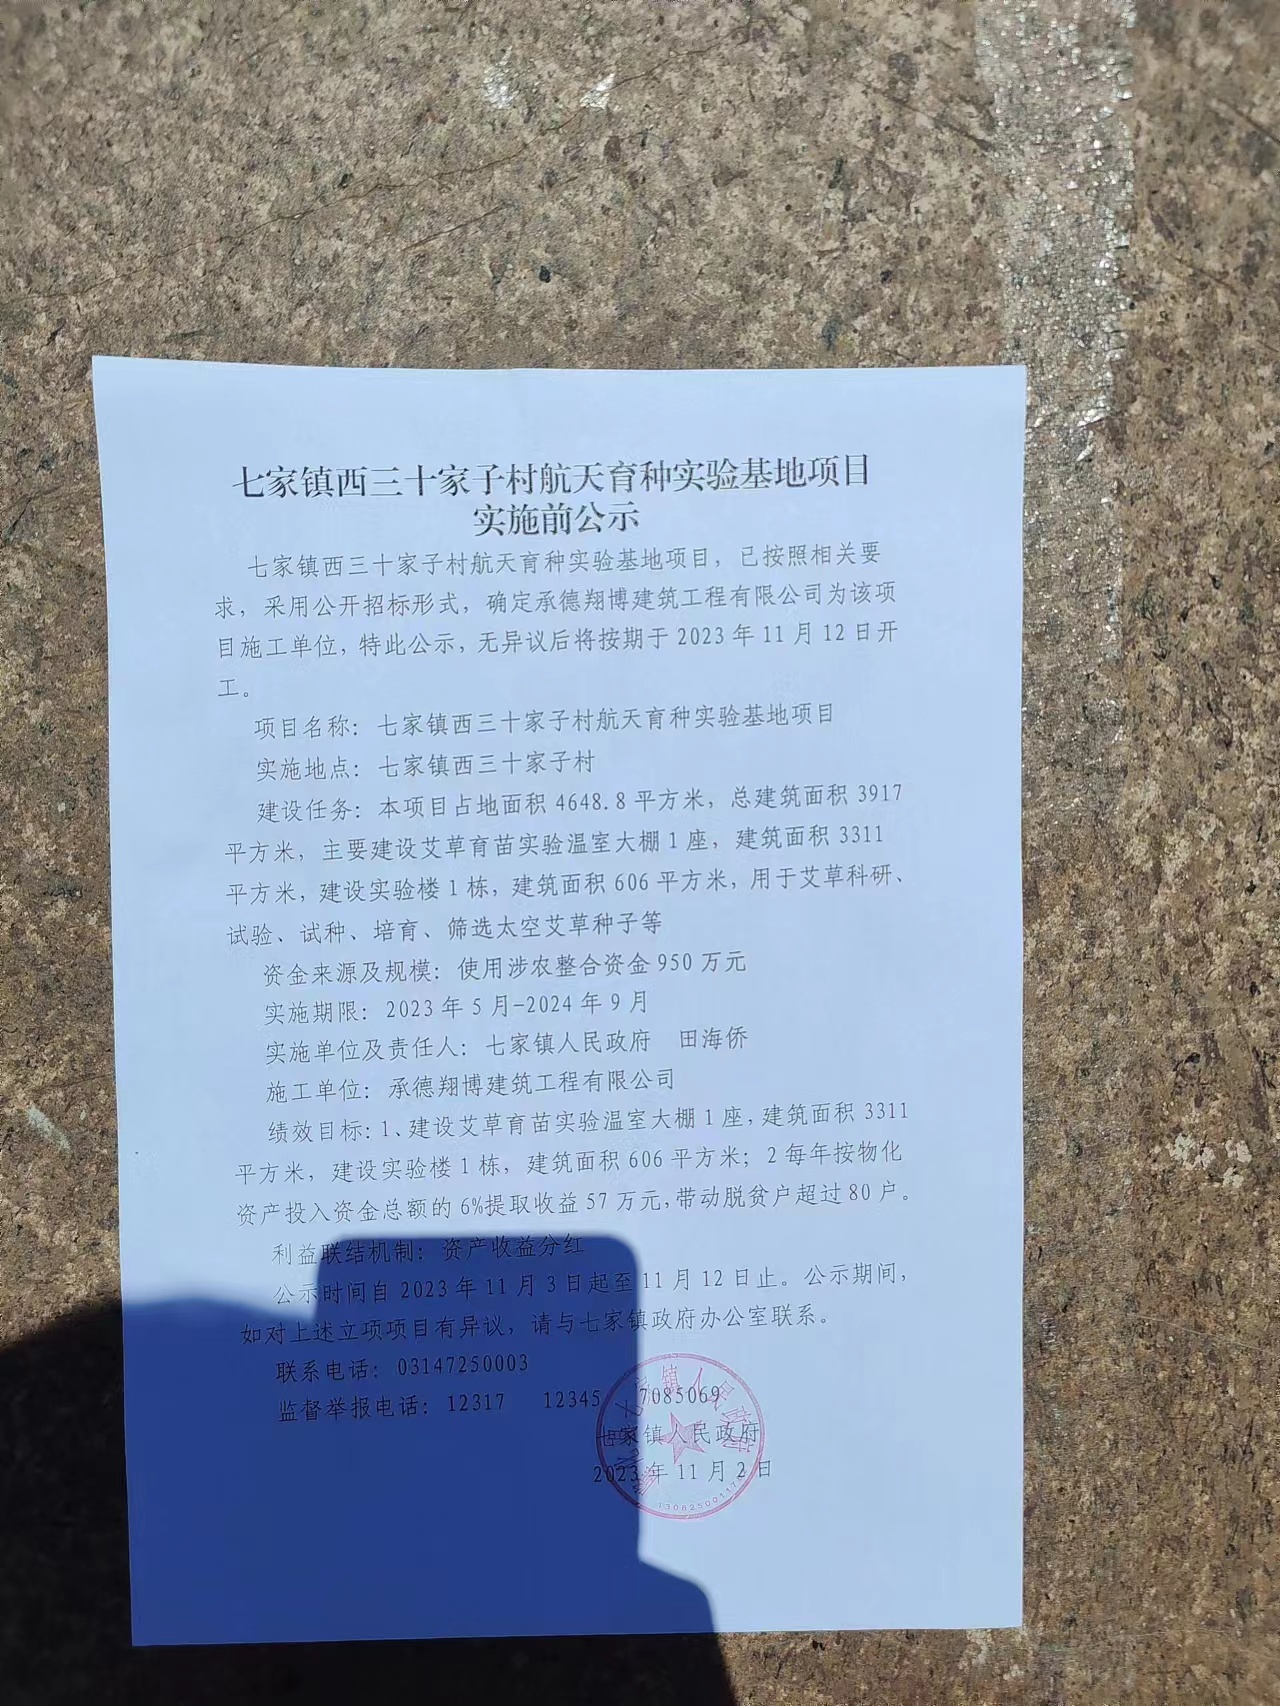 七家镇西三十家子村航天育种实验基地项目
实施前公示
七家镇西三十家子村航天育种实验基地项目，已按照相关要
求，采用公开招标形式，确定承德翔博建筑工程有限公司为该项
目施工单位，特此公示，无异议后将按期于2023年11月12日开
工。
项目名称：七家镇西三十家子村航天育种实验基地项目
实施地点：七家镇西三十家子村
建设任务：本项目占地面积4648.8平方米，总建筑面积3917
平方米，主要建设艾草育苗实验温室大棚1座，建筑面积3311
平方米，建设实验楼1栋，建筑面积606平方米，用于艾草科研、
试验、试种、培育、筛选太空艾草种子等
资金来源及规模：使用涉农整合资金950万元
实施期限：2023年5月-2024年9月
实施单位及责任人：七家镇人民政府 田海侨
施工单位：承德翔博建筑工程有限公司
绩效目标：1、建设艾草育苗实验温室大棚1座，建筑面积3311
平方米，建设实验楼1栋，建筑面积606平方米；2每年按物化
资产投入资金总额的6%提取收益57万元，带动脱贫户超过80户。
利益联结机制：资产收益分红
公示时间自2023年11月3日起至11月12日止。公示期间，
如对上述立项项目有异议，请与七家镇政府办公室联系。
联系电话：03147250003
监督举报电话：12317 12345 7085069
七家镇人民政府
2023年11月2日